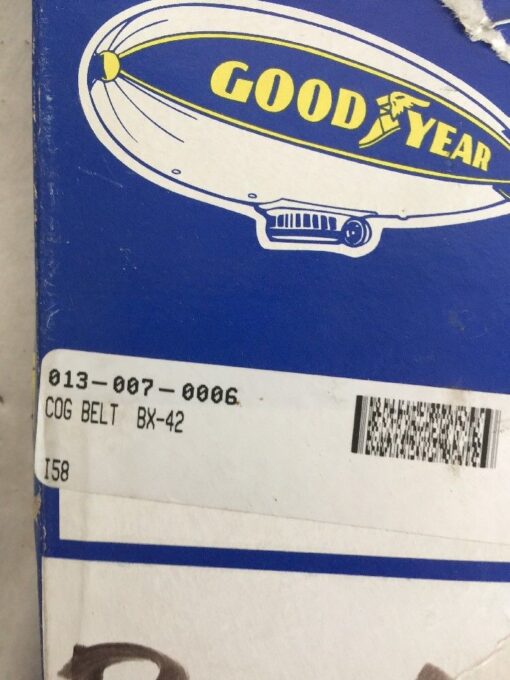 GOOD YEAR
013-007-0006
COG BELT BX-42
I58